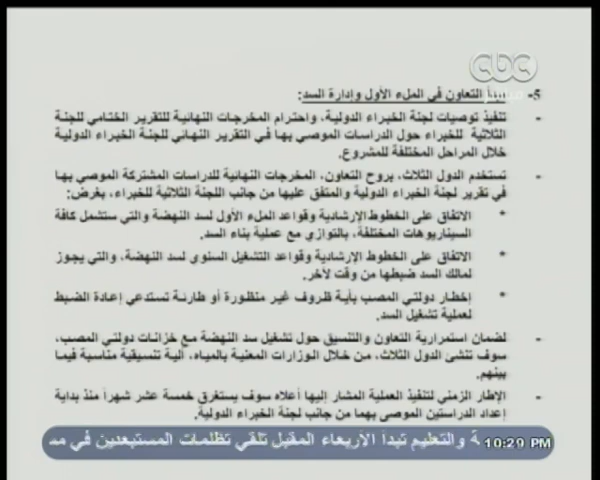 cbc
مباشر
5- مبدأ التعاون في الملء الأول وإدارة السد:
- تنفيذ توصيات لجنة الخبراء الدولية، واحترام المخرجات النهائية للتقرير الختامي للجنة
الثلاثية للخبراء حول الدراسات الموصي بها في التقرير النهائي للجنة الخبراء الدولية
خلال المراحل المختلفة للمشروع.
- تستخدم الدول الثلاث، بروح التعاون، المخرجات النهائية للدراسات المشتركة الموصي بها
في تقرير لجنة الخبراء الدولية والمتفق عليها من جانب اللجنة الثلاثية للخبراء، بغرض:
* الاتفاق على الخطوط الإرشادية وقواعد الملء الأول لسد النهضة والتي ستشمل كافة
السيناريوهات المختلفة، بالتوازي مع عملية بناء السد.
* الاتفاق على الخطوط الإرشادية وقواعد التشغيل السنوي لسد النهضة، والتي يجوز
لمالك السد ضبطها من وقت لآخر.
* إخطار دولتي المصب بأية ظروف غير منظورة أو طارئة تستدعي إعادة الضبط
لعملية تشغيل السد.
- لضمان استمرارية التعاون والتنسيق حول تشغيل سد النهضة مع خزانات دولتي المصب،
سوف تنشئ الدول الثلاث، من خلال الوزارات المعنية بالمياه، آلية تنسيقية مناسبة فيما
بينهم.
- الإطار الزمني لتنفيذ العملية المشار إليها أعلاه سوف يستغرق خمسة عشر شهراً منذ بداية
إعداد الدراستين الموصي بهما من جانب لجنة الخبراء الدولية.
10:29 PM ة والتعليم تبدأ الأربعاء المقبل تلقي تظلمات المستبعدين في مس